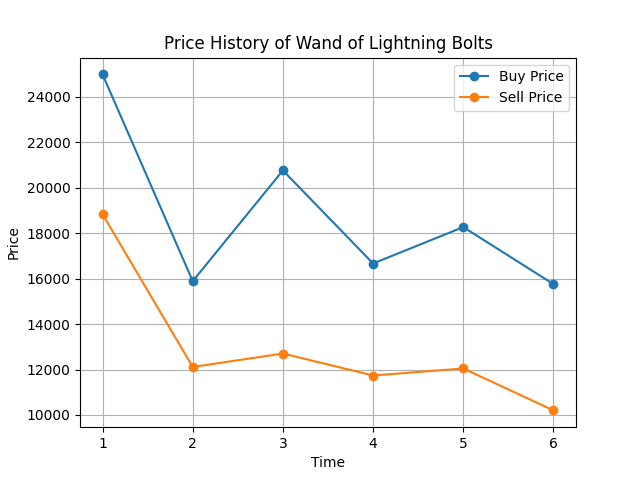 Price History of Wand of Lightning Bolts
Buy Price
Sell Price
24000
22000
20000
18000
16000
14000
12000
10000
Price
1 2 3 4 5 6
Time